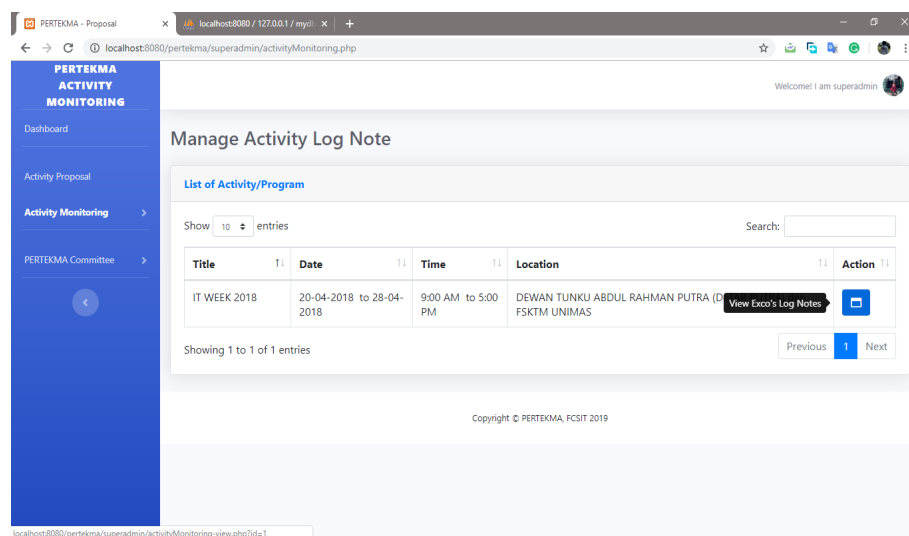 PERTEKMA - Proposal
localhost:8080 / 127.0.0.1 / myd
localhost:8080/pertekma/superadmin/activityMonitoring.php
PERTEKMA
ACTIVITY
MONITORING
Welcome! I am superadmin
Dashboard
Manage Activity Log Note
Activity Proposal
List of Activity/Program
Activity Monitoring
Show 10 entries
Search:
PERTEKMA Committee
Title Date Time Location Action
IT WEEK 2018 20-04-2018 to 28-04-2018 9:00 AM to 5:00 PM DEWAN TUNKU ABDUL RAHMAN PUTRA
FSKTM UNIMAS
View Exco's Log Notes
Showing 1 to 1 of 1 entries
Previous 1 Next
Copyright © PERTEKMA, FCSIT 2019
localhost:8080/pertekma/superadmin/activityMonitoring-view.php?id=1